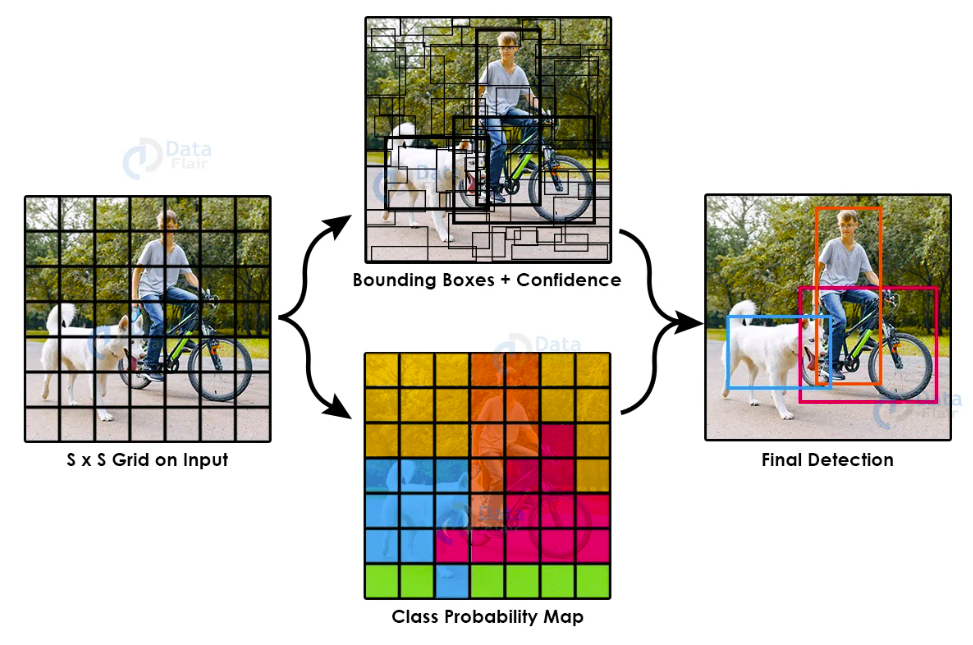 Data
Flair
Bounding Boxes + Confidence
S x S Grid on Input
Data
Flair
Class Probability Map
Final Detection
Data
Flair